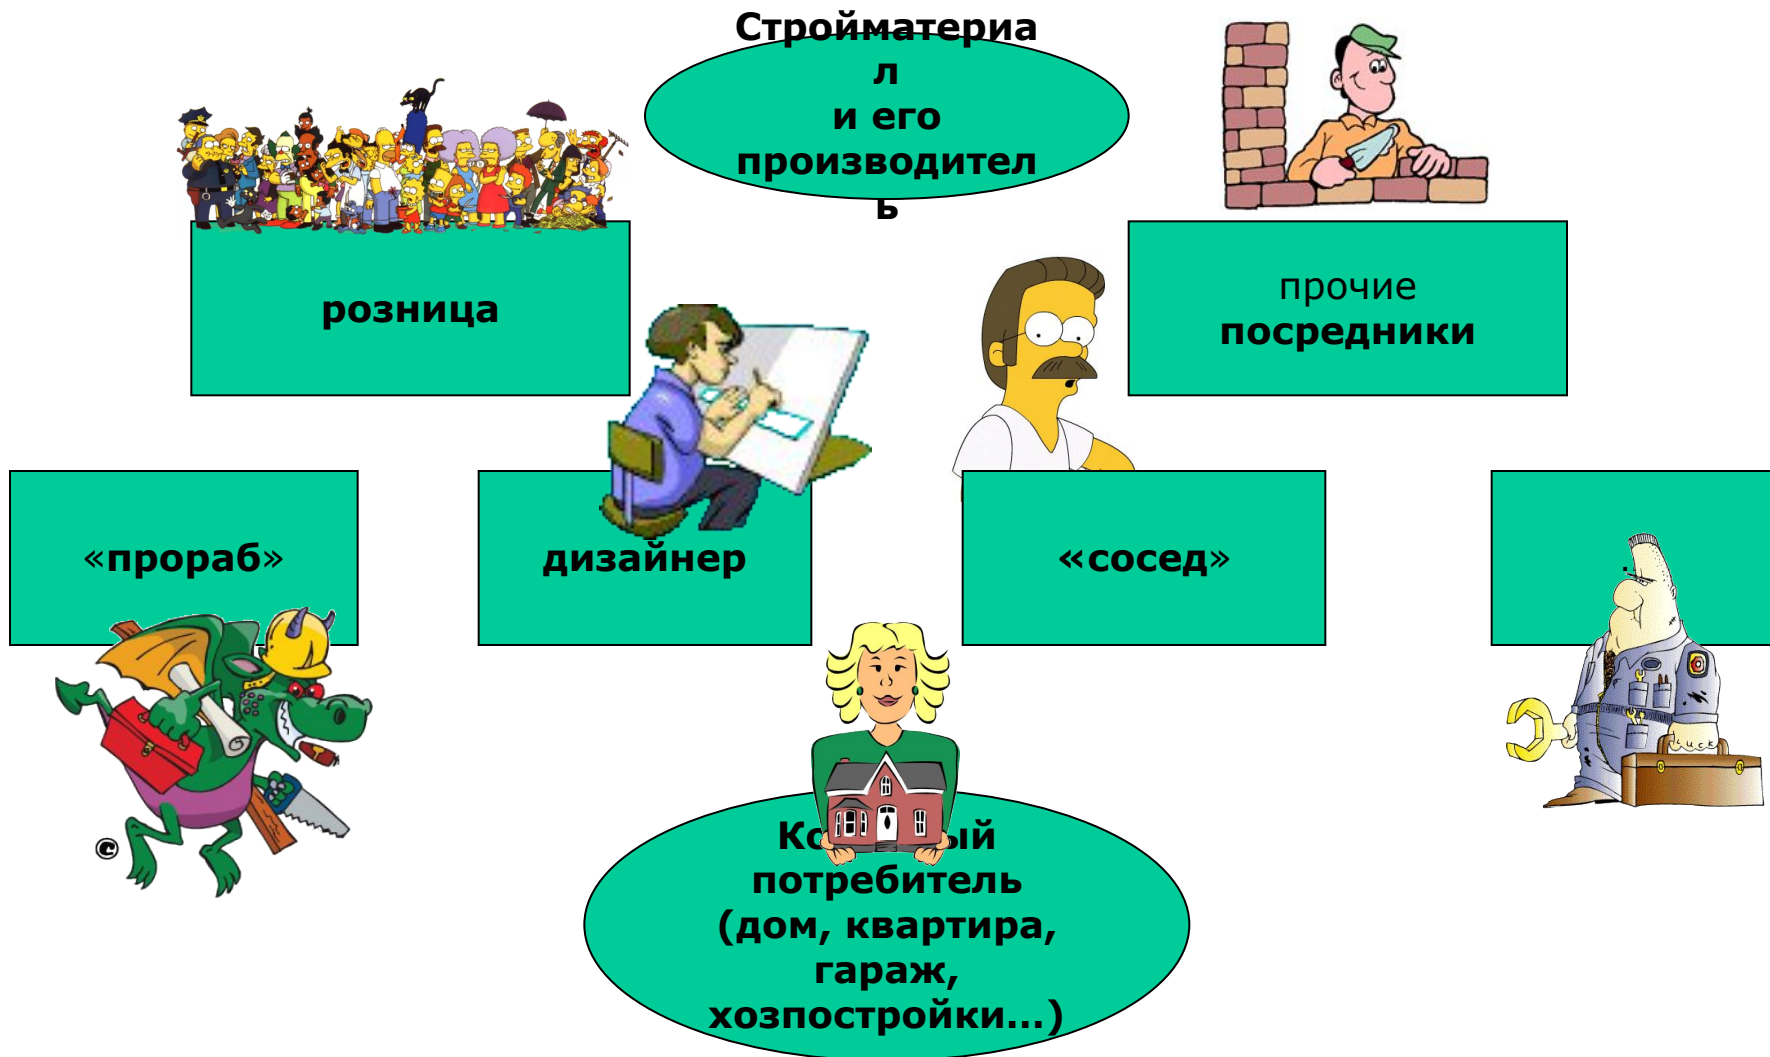 Стройматериа
л
и его
производител
ь
розница
прочие
посредники
«прораб»
дизайнер
«сосед»
потребитель
(дом, квартира,
гараж,
хозпостройки…)